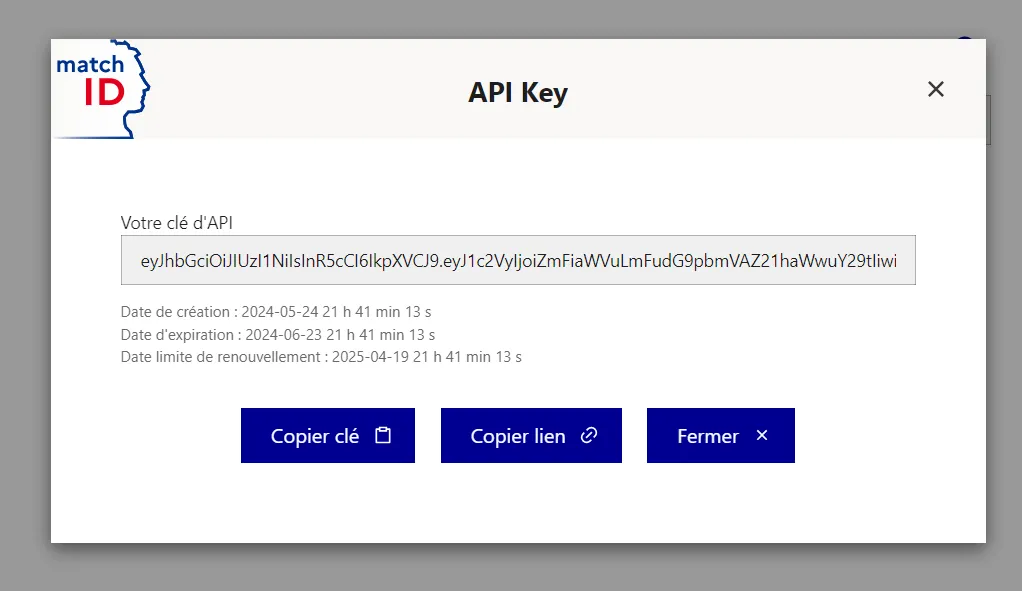 match
ID
API Key
Votre clé d'API
eyJhbGciOiJIUzI1NiIsInR5cCI6IkpXVCJ9.eyJ1c2VyIjoiZmFiaWVuLmFudG9pbmVAZ21haWwuY29tIiwi
Date de création : 2024-05-24 21 h 41 min 13 s
Date d'expiration : 2024-06-23 21 h 41 min 13 s
Date limite de renouvellement : 2025-04-19 21 h 41 min 13 s
Copier clé
Copier lien
Fermer